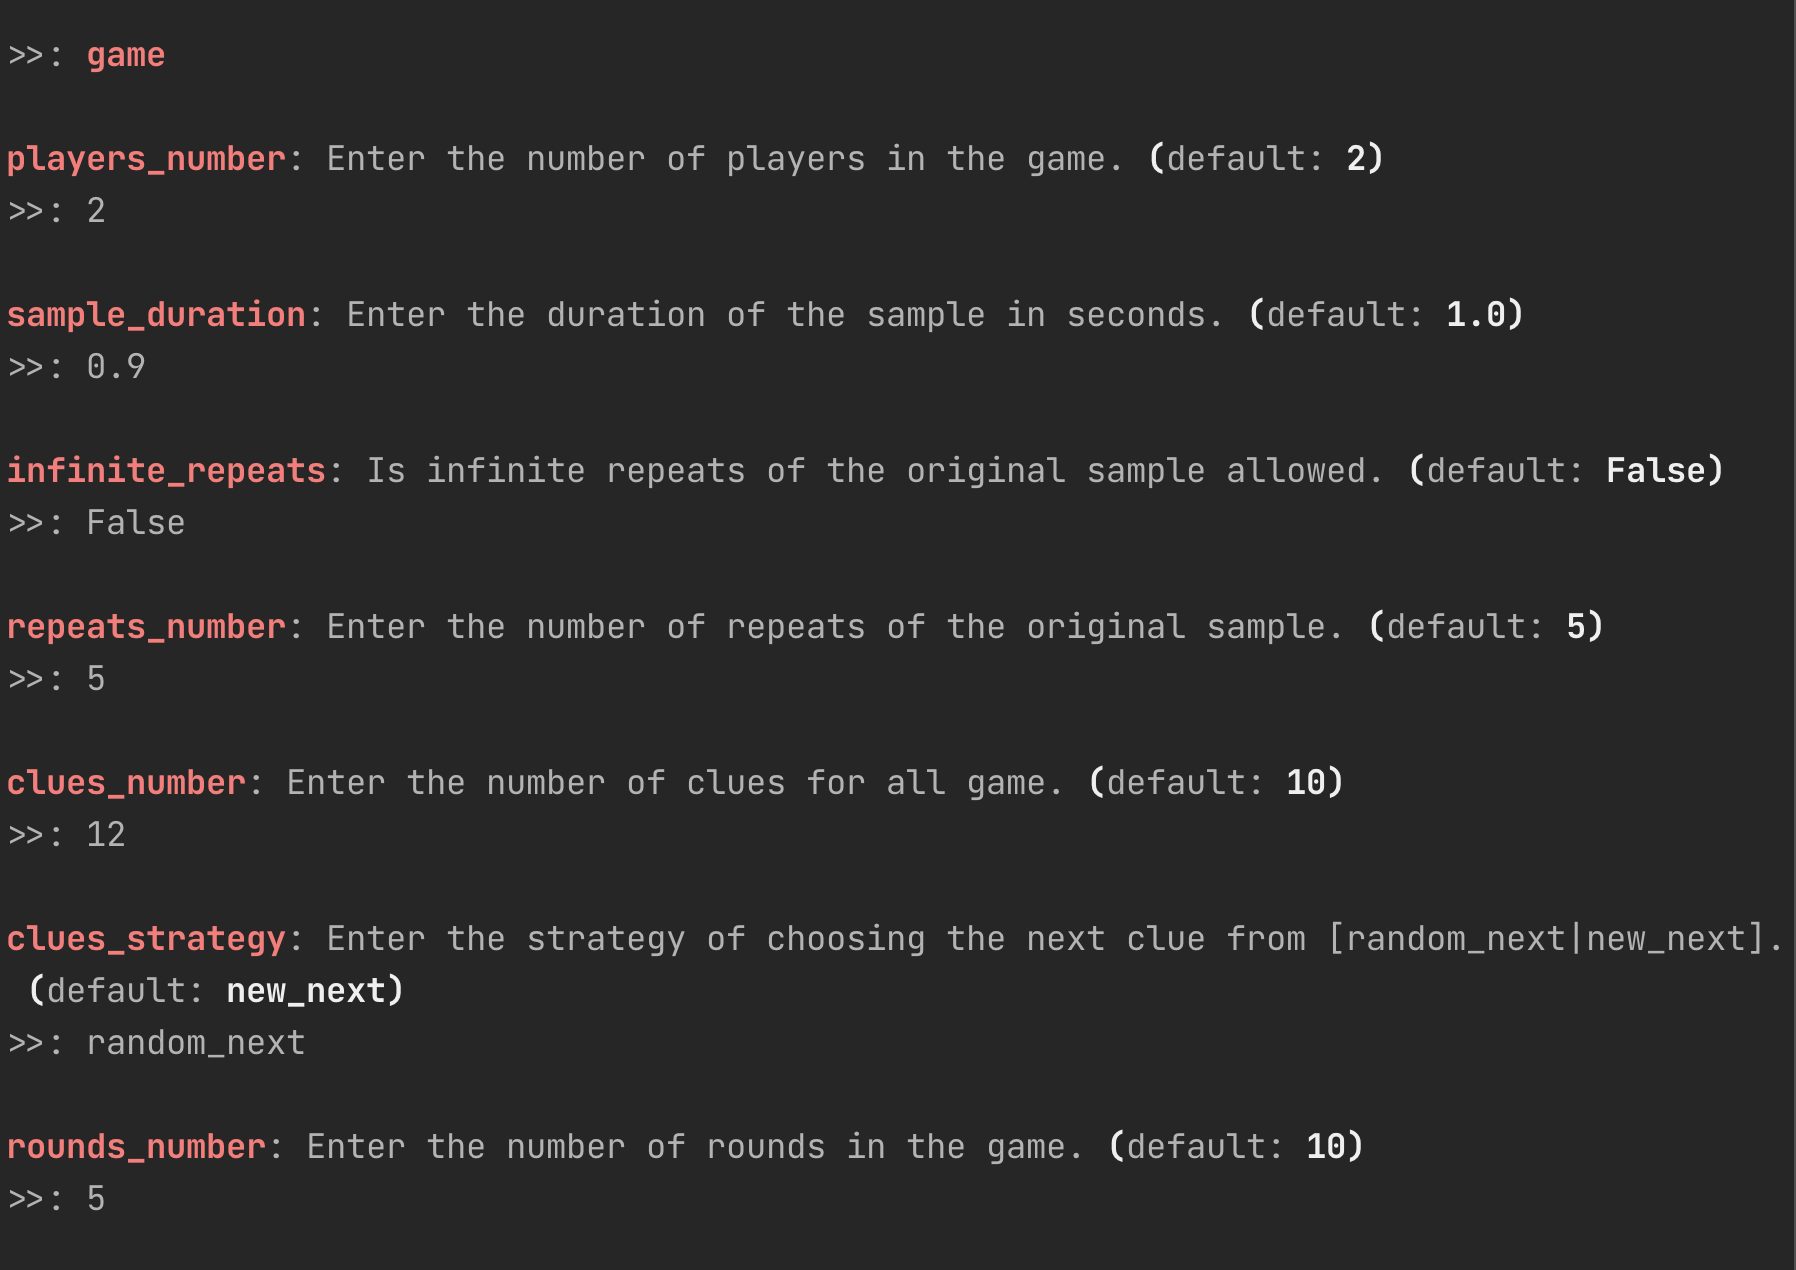 >>: game
players_number: Enter the number of players in the game. (default: 2)
>>: 2
sample_duration: Enter the duration of the sample in seconds. (default: 1.0)
>>: 0.9
infinite_repeats: Is infinite repeats of the original sample allowed. (default: False)
>>: False
repeats_number: Enter the number of repeats of the original sample. (default: 5)
>>: 5
clues_number: Enter the number of clues for all game. (default: 10)
>>: 12
clues_strategy: Enter the strategy of choosing the next clue from [random_next|new_next].
(default: new_next)
>>: random_next
rounds_number: Enter the number of rounds in the game. (default: 10)
>>: 5